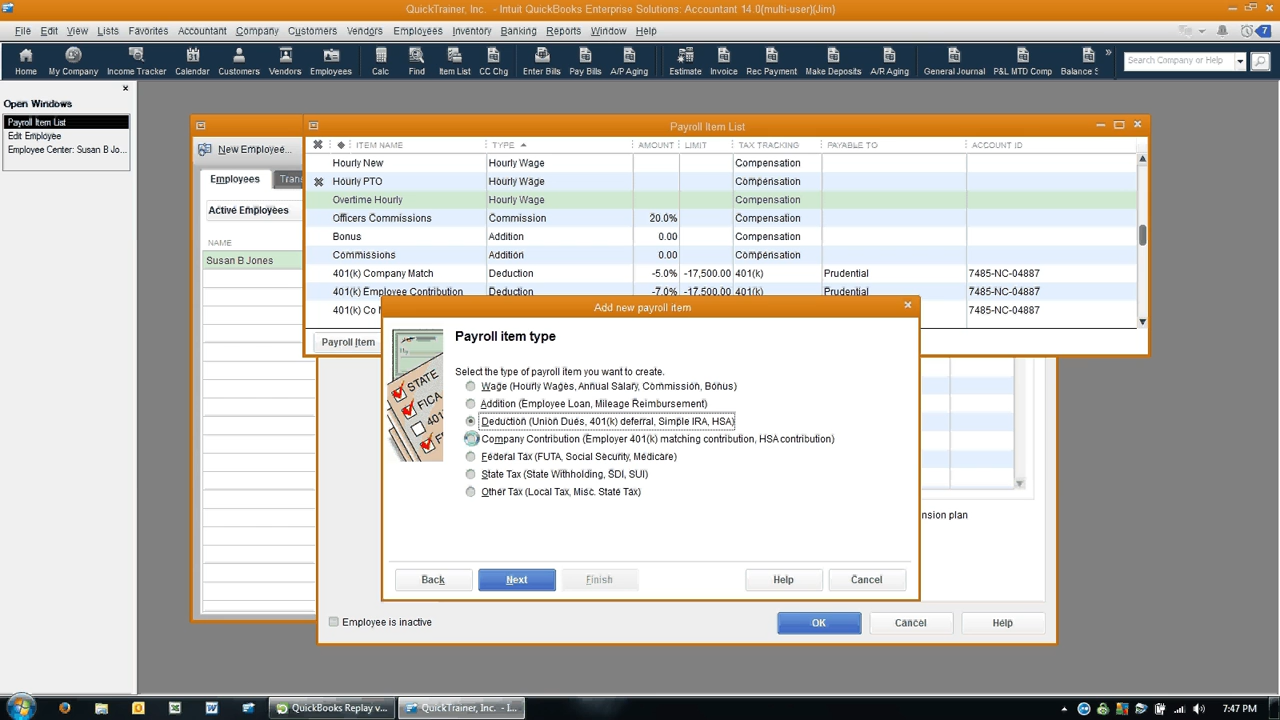 QuickTrainer, Inc. - Intuit QuickBooks Enterprise Solutions: Accountant 14.0(multi-user)(Jim)
File Edit View Lists Favorites Accountant Company Customers Vendors Employees Inventory Banking Reports Window Help
7
Home My Company Income Tracker Calendar Customers Vendors Employees Calc Find Item List CC Chg Enter Bills Pay Bills A/P Aging Estimate Invoice Rec Payment Make Deposits A/R Aging General Journal P&L MTD Comp Balance S
Search Company or Help
Open Windows
Payroll Item List
Edit Employee
Employee Center: Susan B Jo...
New Employee...
Employees Tran
Active Employees
NAME
Susan B Jones
Payroll Item List
ITEM NAME TYPE AMOUNT LIMIT TAX TRACKING PAYABLE TO ACCOUNT ID
Hourly New Hourly Wage Compensation
Hourly PTO Hourly Wage Compensation
Overtime Hourly Hourly Wage Compensation
Officers Commissions Commission 20.0% Compensation
Bonus Addition 0.00 Compensation
Commissions Addition 0.00 Compensation
401(k) Company Match Deduction -5.0% -17,500.00 401(k) Prudential 7485-NC-04887
401(k) Employee Contribution Deduction -7.0% -17,500.00 401(k) Prudential 7485-NC-04887
401(k) Co 7485-NC-04887
Payroll Item
Add new payroll item
Payroll item type
Select the type of payroll item you want to create.
Wage (Hourly Wages, Annual Salary, Commission, Bonus)
Addition (Employee Loan, Mileage Reimbursement)
Deduction (Union Dues, 401(k) deferral, Simple IRA, HSA)
Company Contribution (Employer 401(k) matching contribution, HSA contribution)
Federal Tax (FUTA, Social Security, Medicare)
State Tax (State Withholding, SDI, SUI)
Other Tax (Local Tax, Misc. State Tax)
STATE
FICA
401
Back Next Finish Help Cancel
nsion plan
Employee is inactive
OK Cancel Help
QuickBooks Replay v... QuickTrainer, Inc. - I...
7:47 PM